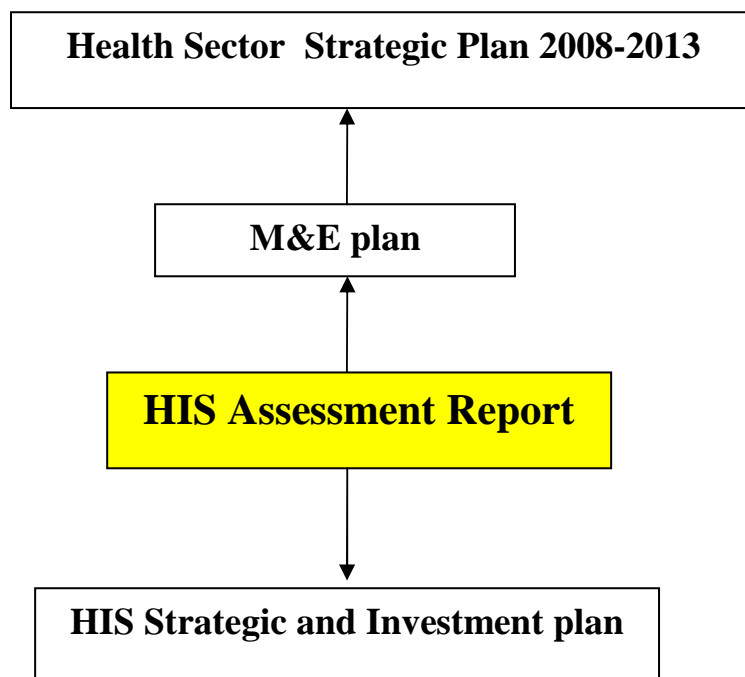 Health Sector Strategic Plan 2008-2013
M&E plan
HIS Assessment Report
HIS Strategic and Investment plan